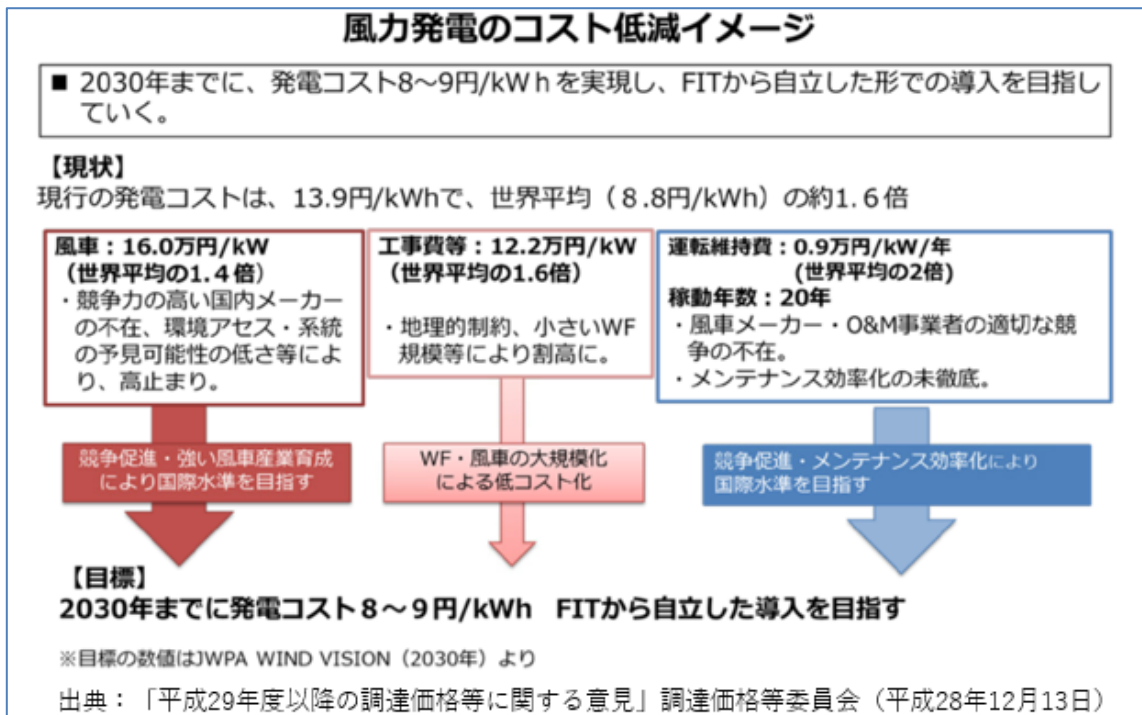 風力発電のコスト低減イメージ
■ 2030年までに、発電コスト8~9円/kWｈを実現し、FITから自立した形での導入を目指し
ていく。
【現状】
現行の発電コストは、13.9円/kWhで、世界平均（８.8円/kWh）の約1.６倍
風車：16.0万円/kW
（世界平均の1.４倍）
・競争力の高い国内メーカー
の不在、環境アセス・系統
の予見可能性の低さ等によ
り、高止まり。
工事費等：12.2万円/kW
（世界平均の1.6倍）
・地理的制約、小さいWF
規模等により割高に。
運転維持費：0.9万円/kW/年
(世界平均の2倍)
稼動年数：20年
・風車メーカー・O&M事業者の適切な競
争の不在。
・メンテナンス効率化の未徹底。
競争促進・強い風車産業育成
により国際水準を目指す
WF・風車の大規模化
による低コスト化
競争促進・メンテナンス効率化により
国際水準を目指す
【目標】
2030年までに発電コスト８～９円/kWh　FITから自立した導入を目指す
※目標の数値はJWPA WIND VISION（2030年）より
出典：「平成29年度以降の調達価格等に関する意見」調達価格等委員会（平成28年12月13日）